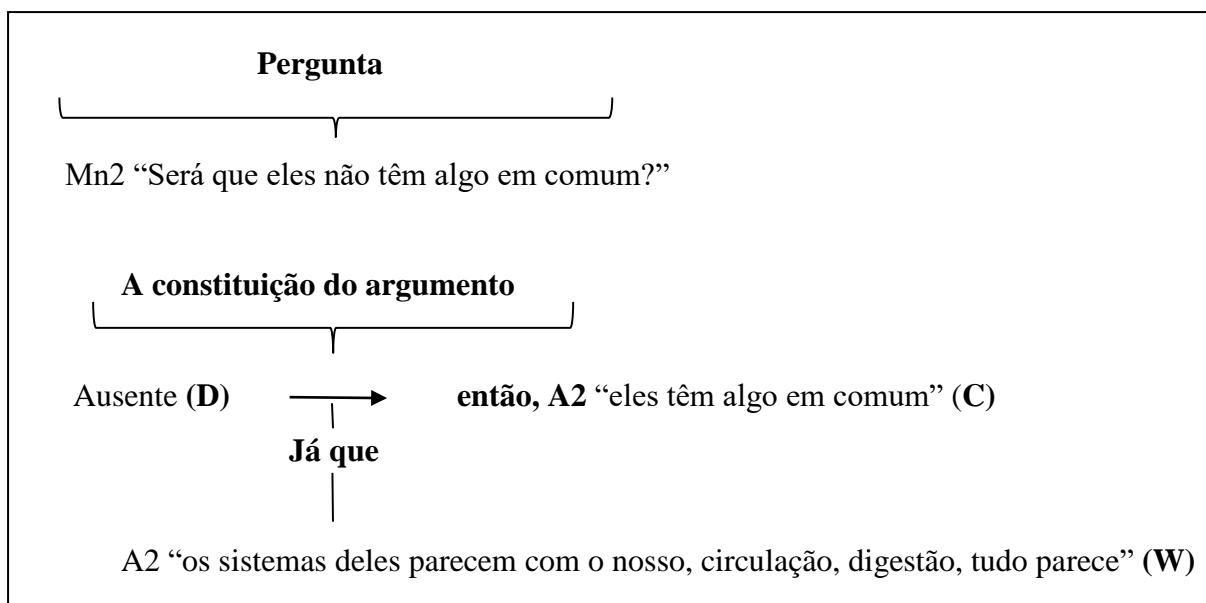 Pergunta
Mn2 “Será que eles não têm algo em comum?”
A constituição do argumento
Ausente (D) então, A2 “eles têm algo em comum” (C)
Já que
A2 “os sistemas deles parecem com o nosso, circulação, digestão, tudo parece” (W)